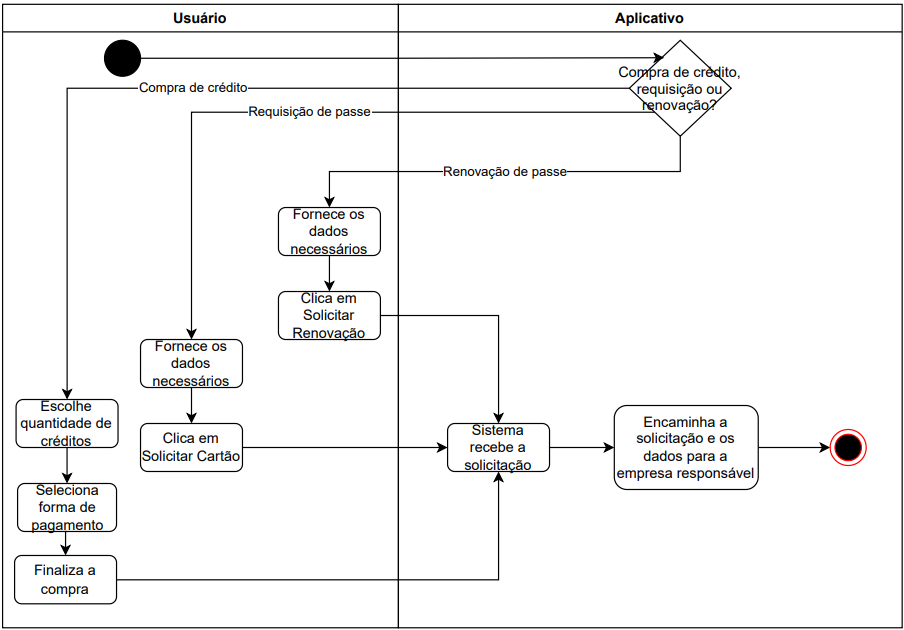 Usuário
Aplicativo
Compra de crédito,
requisição ou
renovação?
Compra de crédito
Requisição de passe
Renovação de passe
Fornece os
dados
necessários
Clica em
Solicitar
Renovação
Fornece os
dados
necessários
Clica em
Solicitar Cartão
Escolhe
quantidade de
créditos
Seleciona
forma de
pagamento
Finaliza a
compra
Sistema
recebe a
solicitação
Encaminha a
solicitação e os
dados para a
empresa responsável